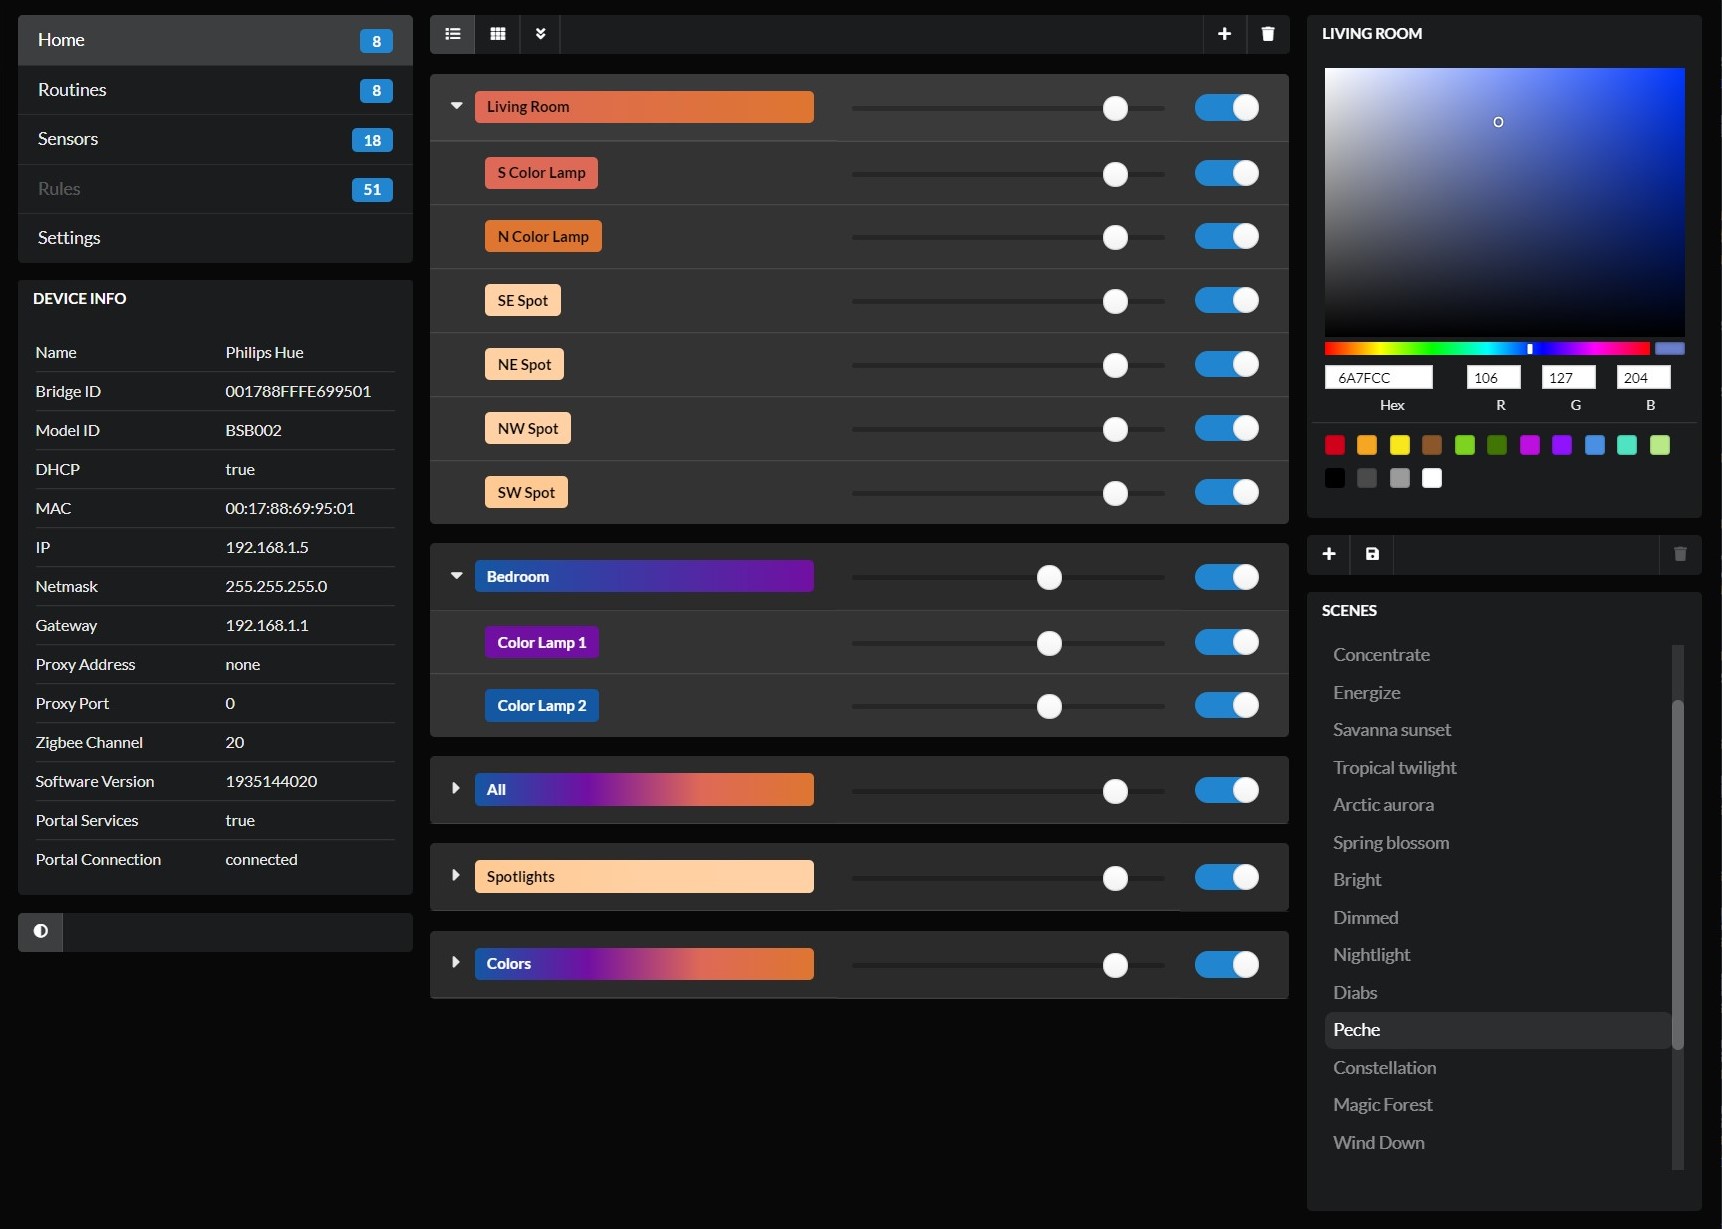 Home 8
Routines 8
Sensors 18
Rules 51
Settings
DEVICE INFO
Name Philips Hue
Bridge ID 001788FFFE699501
Model ID BSB002
DHCP true
MAC 00:17:88:69:95:01
IP 192.168.1.5
Netmask 255.255.255.0
Gateway 192.168.1.1
Proxy Address none
Proxy Port 0
Zigbee Channel 20
Software Version 1935144020
Portal Services true
Portal Connection connected
Living Room
S Color Lamp
N Color Lamp
SE Spot
NE Spot
NW Spot
SW Spot
Bedroom
Color Lamp 1
Color Lamp 2
All
Spotlights
Colors
LIVING ROOM
6A7FCC 106 127 204
Hex R G B
SCENES
Concentrate
Energize
Savanna sunset
Tropical twilight
Arctic aurora
Spring blossom
Bright
Dimmed
Nightlight
Diabs
Peche
Constellation
Magic Forest
Wind Down